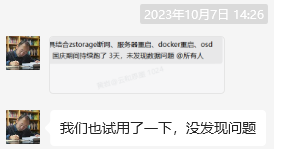 2023年10月7日 14:26
结合zstorage断网、服务器重启、docker重启、osd
国庆期间持续跑了 3天，未发现数据问题 @所有人
我们也试用了一下，没发现问题